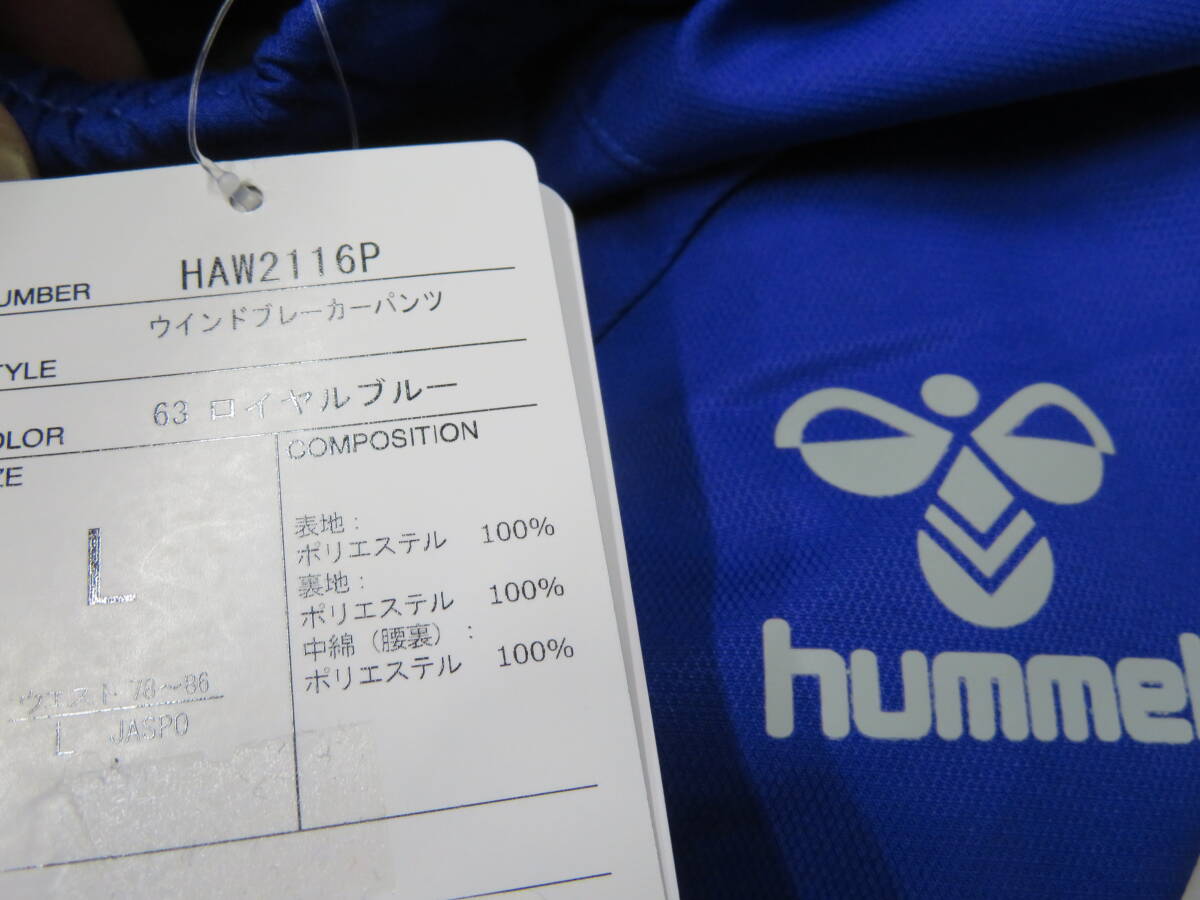 UMBER HAW2116P
ウインドブレーカーパンツ
TYLE
63 ロイヤルブルー
OLOR
ZE
COMPOSITION
L
表地:
ポリエステル 100%
裏地:
ポリエステル 100%
中綿(腰裏):
ポリエステル 100%
ウエスト 78~86
L JASPO
hummel